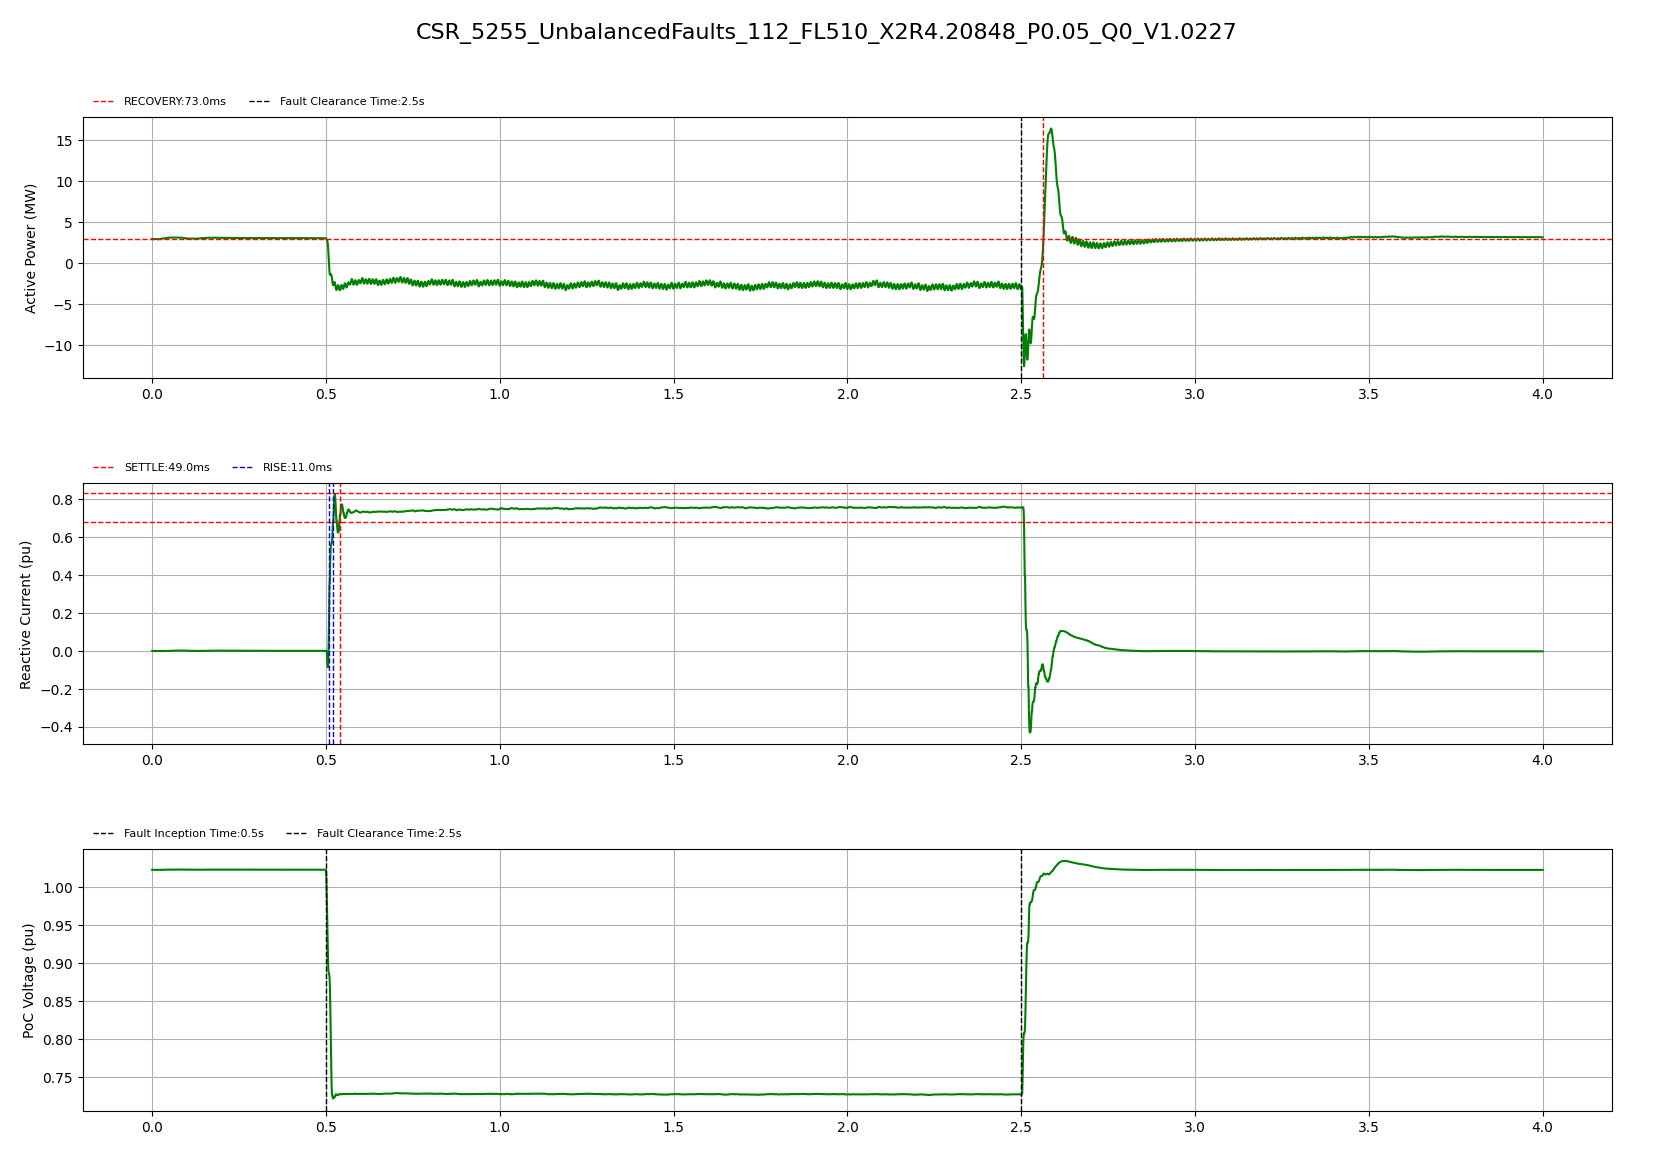 CSR_5255_UnbalancedFaults_112_FL510_X2R4.20848_P0.05_Q0_V1.0227
RECOVERY:73.0ms Fault Clearance Time:2.5s
Active Power (MW)
15
10
5
0
−5
−10
0.0 0.5 1.0 1.5 2.0 2.5 3.0 3.5 4.0
SETTLE:49.0ms RISE:11.0ms
Reactive Current (pu)
0.8
0.6
0.4
0.2
0.0
−0.2
−0.4
0.0 0.5 1.0 1.5 2.0 2.5 3.0 3.5 4.0
Fault Inception Time:0.5s Fault Clearance Time:2.5s
PoC Voltage (pu)
1.00
0.95
0.90
0.85
0.80
0.75
0.0 0.5 1.0 1.5 2.0 2.5 3.0 3.5 4.0